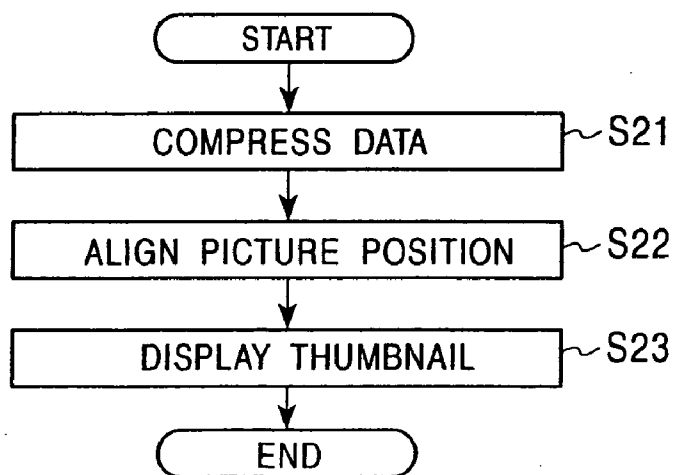 START
COMPRESS DATA
S21
ALIGN PICTURE POSITION
S22
DISPLAY THUMBNAIL
S23
END